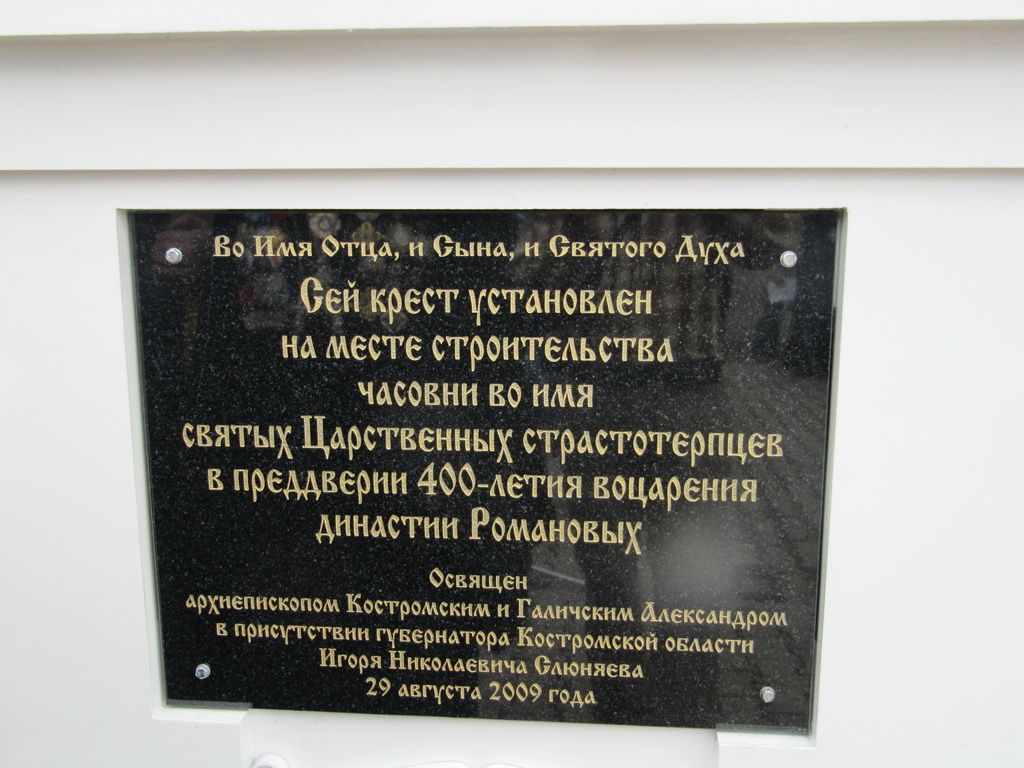 Во Имя Отца, и Сына, и Святого Духа
Сей крест установлен
на месте строительства
часовни во имя
святых Царственных страстотерпцев
в преддверии 400-летия воцарения
династии Романовых
Освящен
архиепископом Костромским и Галичским Александром
в присутствии губернатора Костромской области
Игоря Николаевича Слюняева
29 августа 2009 года